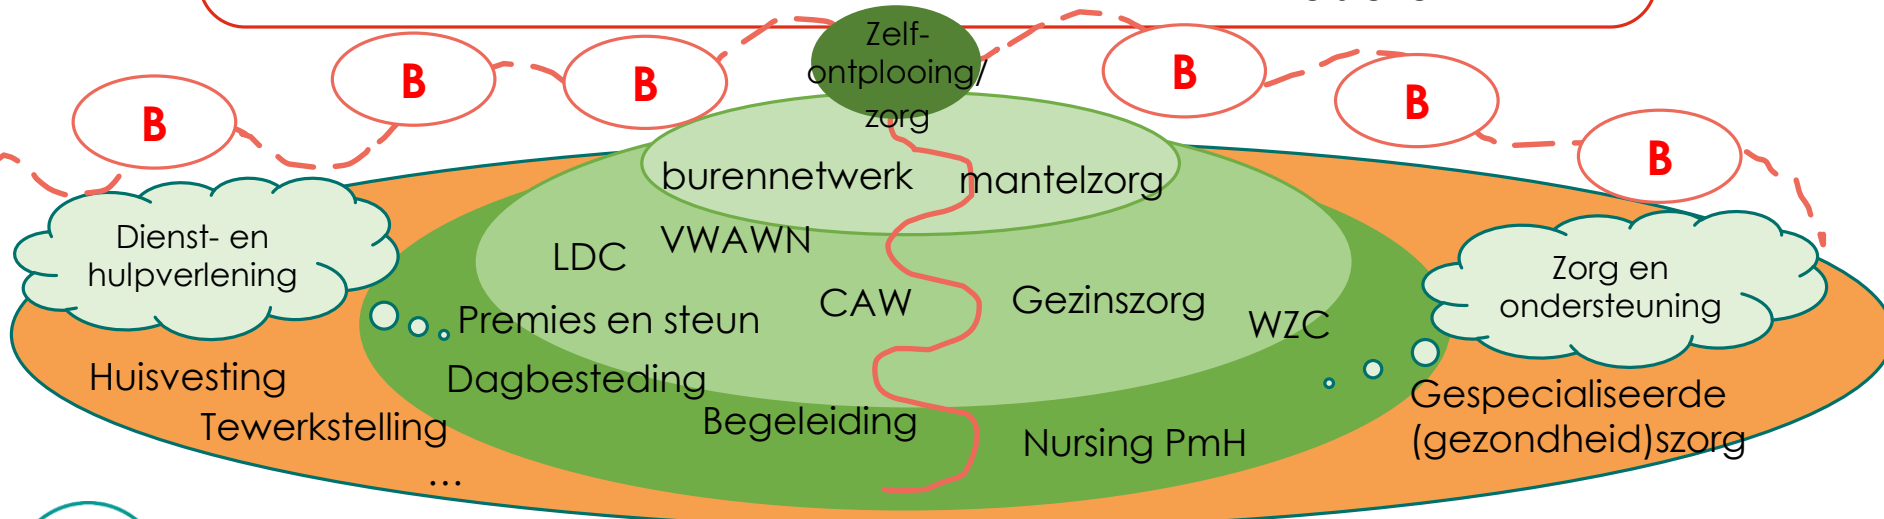 Zelf-
ontplooing/
zorg
B
B
B
B
B
B
burennetwerk
mantelzorg
Dienst- en
hulpverlening
LDC
VWAWN
CAW
Gezinszorg
WZC
Zorg en
ondersteuning
Premies en steun
Huisvesting
Dagbesteding
Tewerkstelling
Begeleiding
Nursing PmH
Gespecialiseerde
(gezondheid)szorg
...